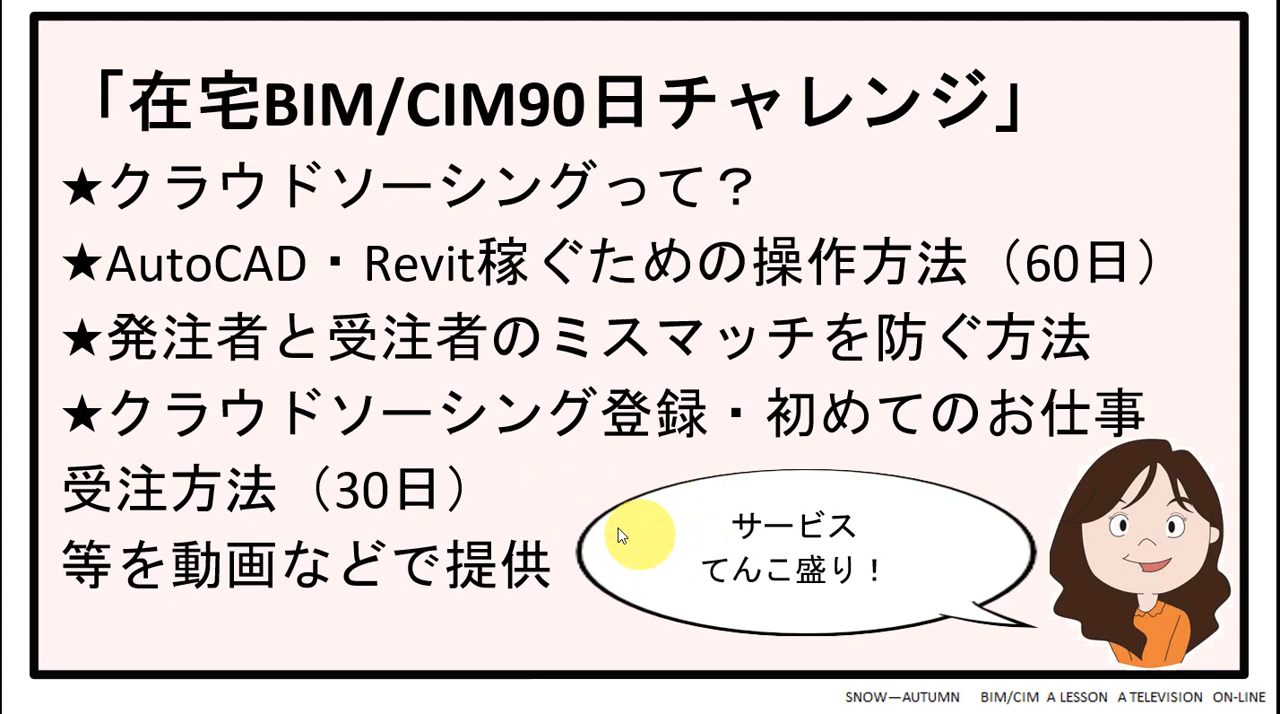 「在宅BIM/CIM90日チャレンジ」
★クラウドソーシングって？
★AutoCAD・Revit稼ぐための操作方法（60日）
★発注者と受注者のミスマッチを防ぐ方法
★クラウドソーシング登録・初めてのお仕事
受注方法（30日）
等を動画などで提供
サービス
てんこ盛り！
SNOW—AUTUMN BIM/CIM A LESSON A TELEVISION ON-LINE